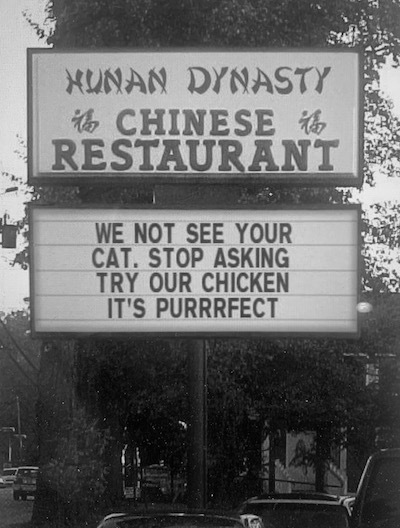 HUNAN DYNASTY
福 CHINESE 福
RESTAURANT
WE NOT SEE YOUR
CAT. STOP ASKING
TRY OUR CHICKEN
IT'S PURRRFECT